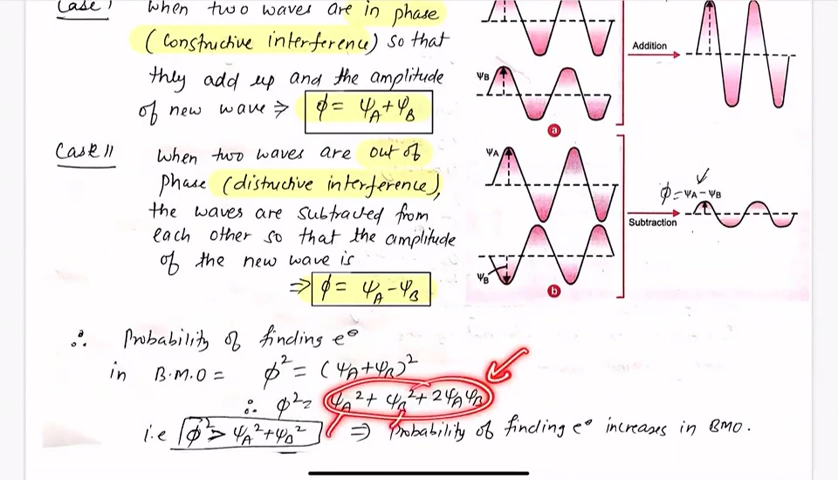 Case I When two waves are in phase
(Constructive interference) so that
they add up and the amplitude
of new wave ⇒ ϕ = ΨA+ΨB
Case II When two waves are out of
phase (distructive interference),
the waves are subtracted from
each other so that the amplitude
of the new wave is
⇒ ϕ = ΨA-ΨB
Addition
ΨB
a
ΨA
ϕ=ΨA – ΨB
Subtraction
ΨB
b
∴ Probability of finding e⊖
in B.M.O = ϕ² = (ΨA+ΨB)²
∴ ϕ² = ΨA²+ΨB²+2ΨAΨB
i.e ϕ² > ΨA²+ΨB² ⇒ Probability of finding e⊖ increases in BMO.